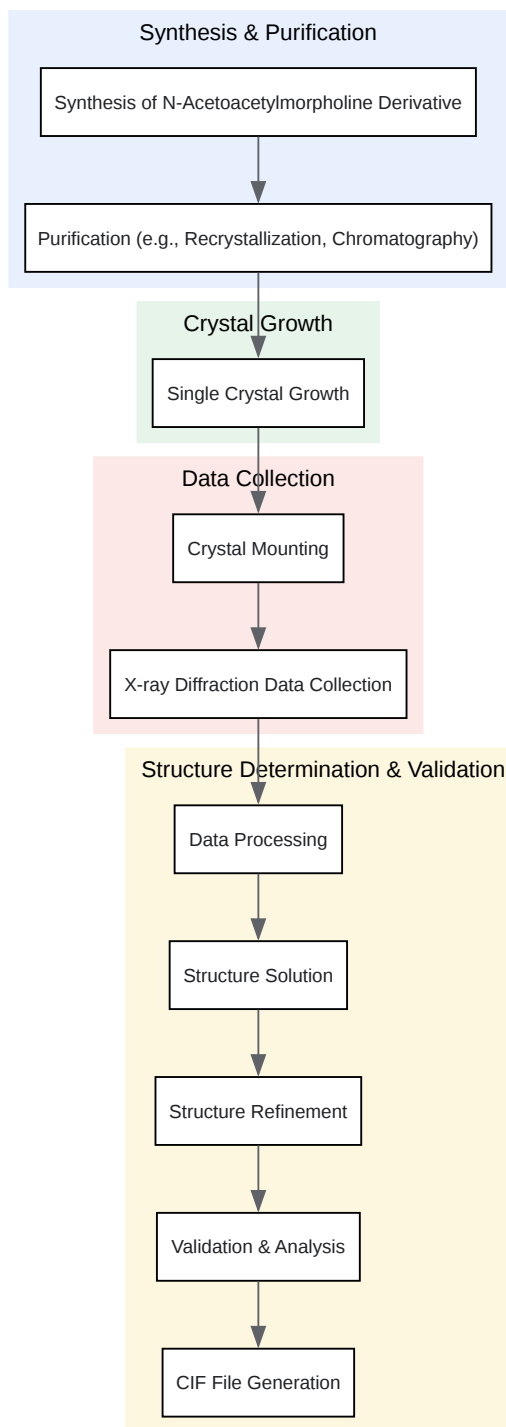 Synthesis & Purification
Synthesis of N-Acetoacetylmorpholine Derivative
Purification (e.g., Recrystallization, Chromatography)
Crystal Growth
Single Crystal Growth
Data Collection
Crystal Mounting
X-ray Diffraction Data Collection
Structure Determination & Validation
Data Processing
Structure Solution
Structure Refinement
Validation & Analysis
CIF File Generation